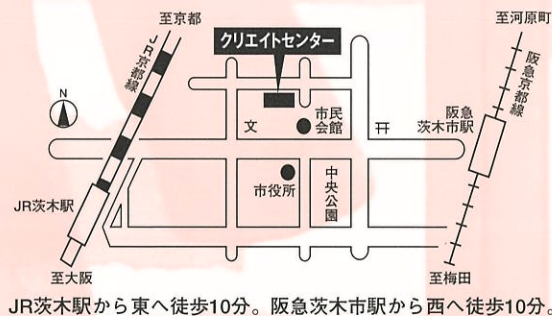 至京都
JR京都線
クリエイトセンター
至河原町
阪急京都線
N
文
市民
会館
阪急
茨木市駅
市役所
中央公園
JR茨木駅
至大阪
至梅田
JR茨木駅から東へ徒歩10分。阪急茨木市駅から西へ徒歩10分。